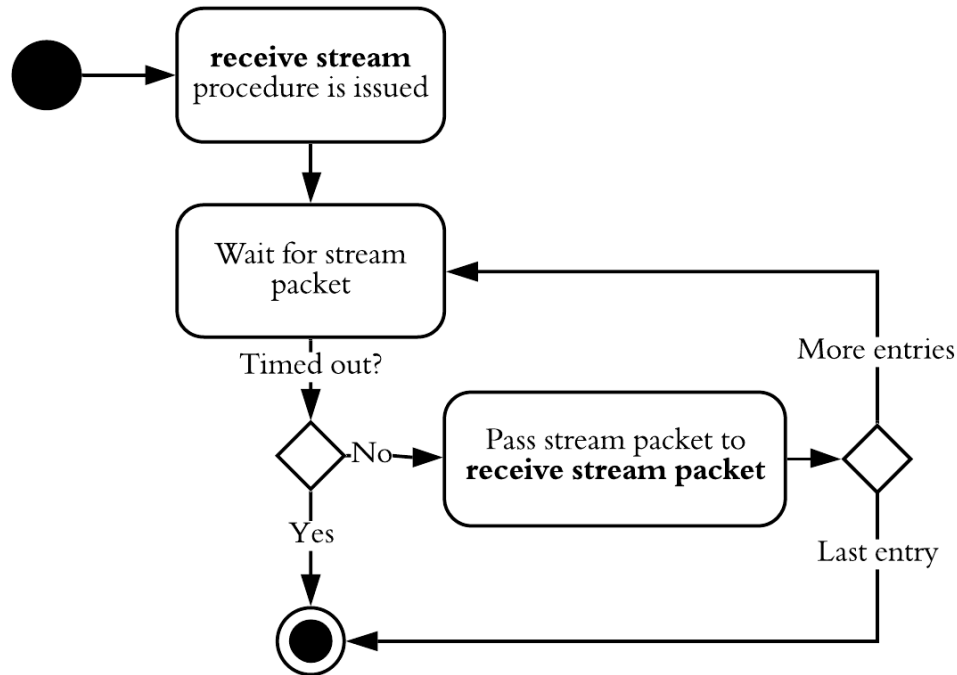 receive stream
procedure is issued
Wait for stream
packet
Timed out?
More entries
No
Pass stream packet to
receive stream packet
Yes
Last entry